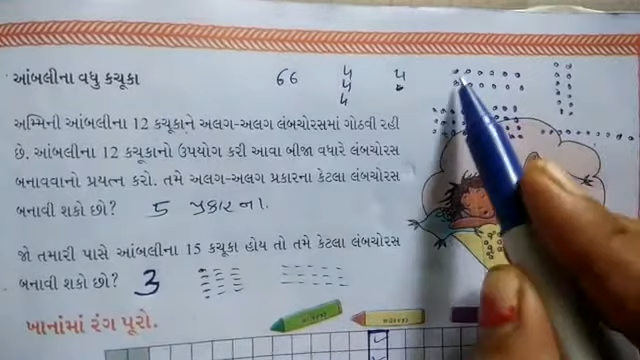 આંબલીના વધુ કચૂકા
66 પ પ
પ
પ
અમ્મિની આંબલીના 12 કચૂકાને અલગ-અલગ લંબચોરસમાં ગોઠવી રહી
છે. આંબલીના 12 કચૂકાનો ઉપયોગ કરી આવા બીજા વધારે લંબચોરસ
બનાવવાનો પ્રયત્ન કરો. તમે અલગ-અલગ પ્રકારના કેટલા લંબચોરસ
બનાવી શકો છો? 5 પ્રકારના.
જો તમારી પાસે આંબલીના 15 કચૂકા હોય તો તમે કેટલા લંબચોરસ
બનાવી શકો છો? 3
ખાનાંમાં રંગ પૂરો.